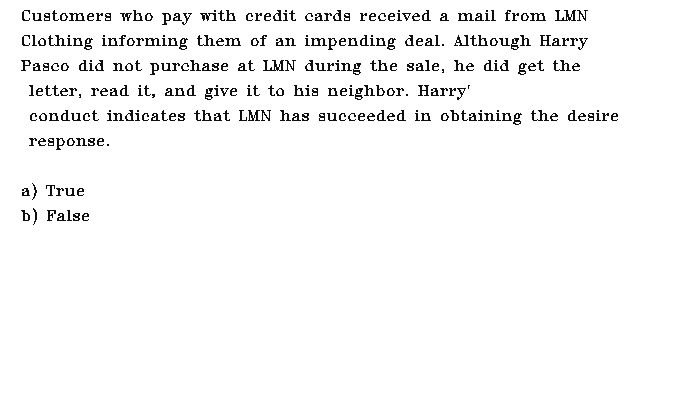 Customers who pay with credit cards received a mail from LMN
Clothing informing them of an impending deal. Although Harry
Pasco did not purchase at LMN during the sale, he did get the
letter, read it, and give it to his neighbor. Harry'
conduct indicates that LMN has succeeded in obtaining the desire
response.
a) True
b) False